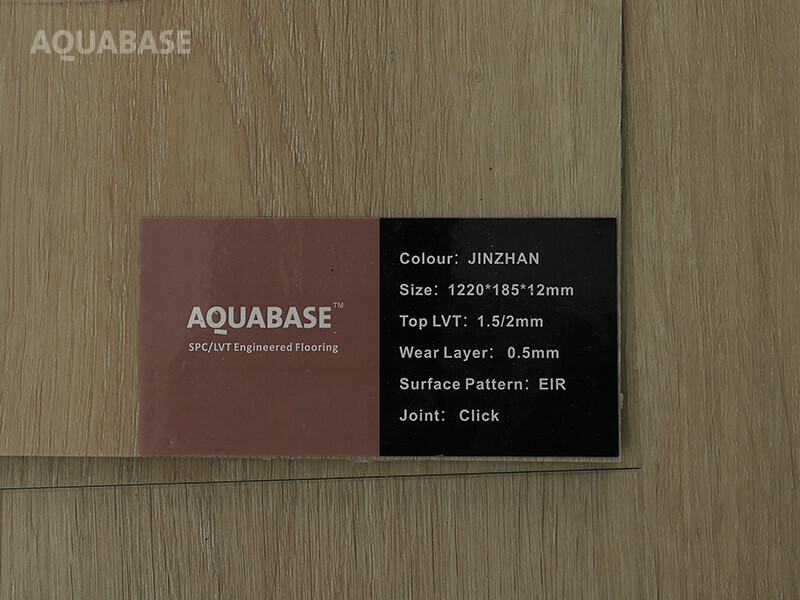 AQUABASE
AQUABASE™
SPC/LVT Engineered Flooring
Colour: JINZHAN
Size: 1220*185*12mm
Top LVT: 1.5/2mm
Wear Layer: 0.5mm
Surface Pattern: EIR
Joint: Click